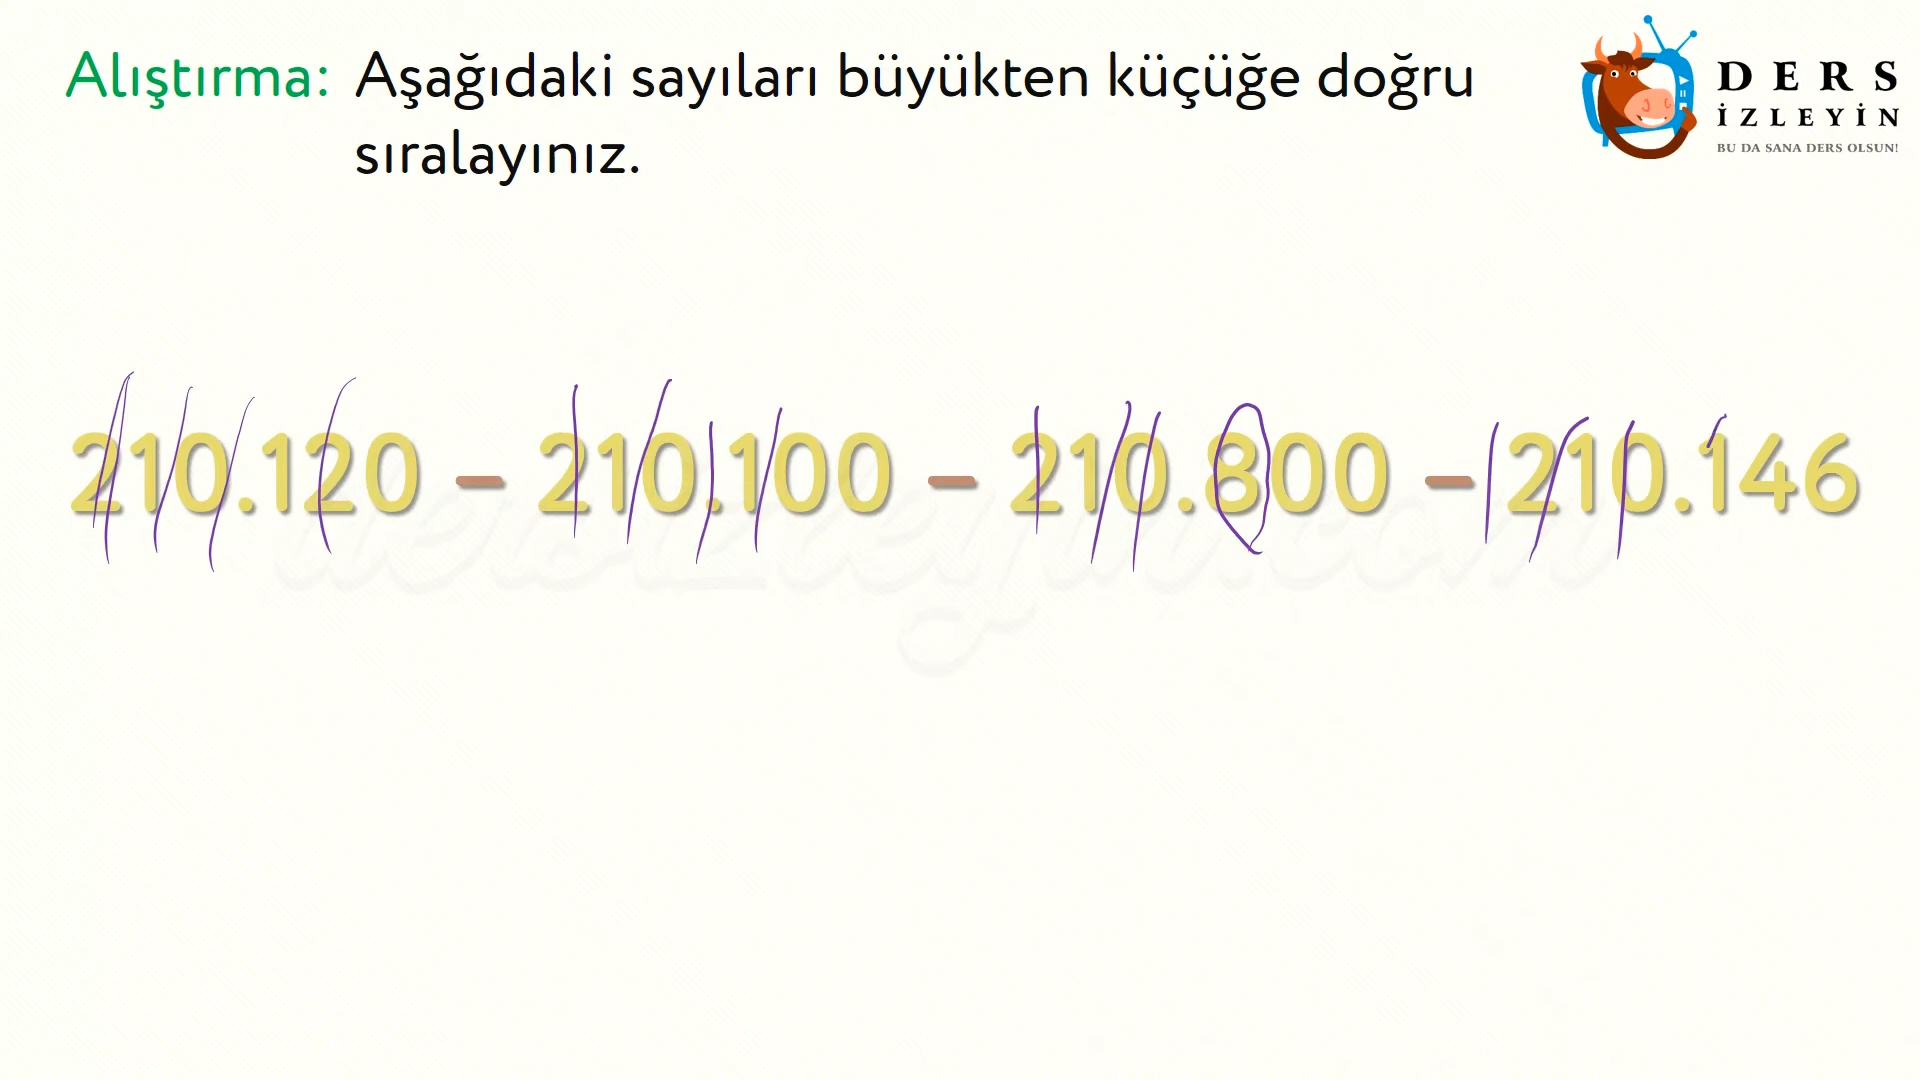 Alıştırma: Aşağıdaki sayıları büyükten küçüğe doğru
sıralayınız.
DERS
İZLEYİN
BU DA SANA DERS OLSUN!
210.120 - 210.100 - 210.800 - 210.146